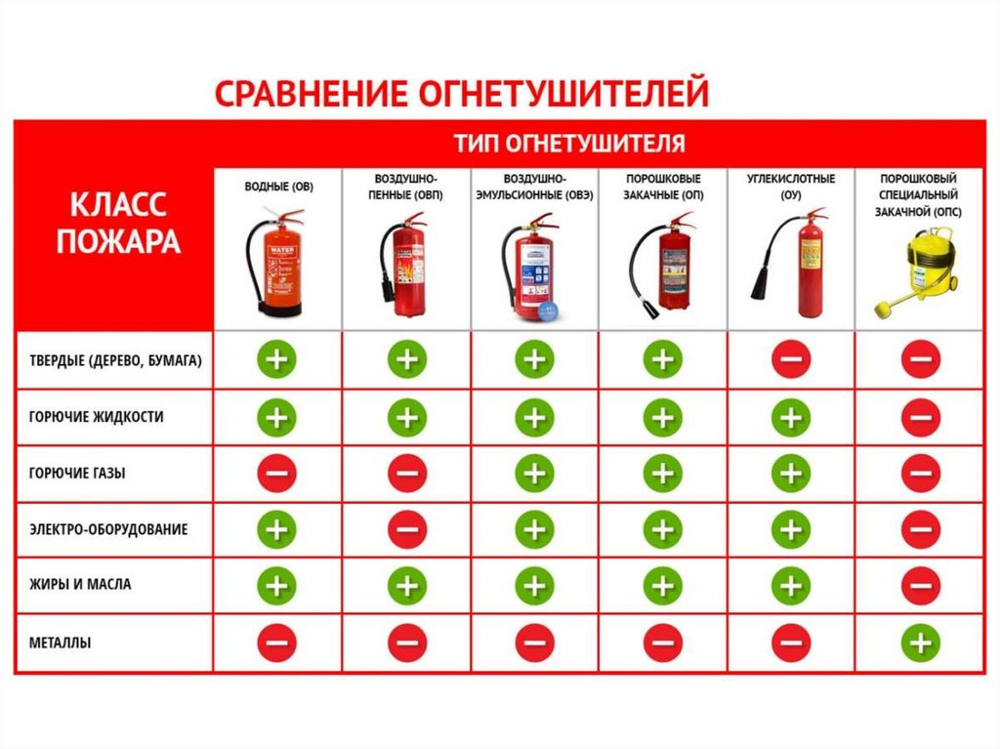 СРАВНЕНИЕ ОГНЕТУШИТЕЛЕЙ
ТИП ОГНЕТУШИТЕЛЯ
КЛАСС
ПОЖАРА
ВОДНЫЕ (ОВ)
ВОЗДУШНО-
ПЕННЫЕ (ОВП)
ВОЗДУШНО-
ЭМУЛЬСИОННЫЕ (ОВЭ)
ПОРОШКОВЫЕ
ЗАКАЧНЫЕ (ОП)
УГЛЕКИСЛОТНЫЕ
(ОУ)
ПОРОШКОВЫЙ
СПЕЦИАЛЬНЫЙ
ЗАКАЧНОЙ (ОПС)
WATER
ТВЕРДЫЕ (ДЕРЕВО, БУМАГА)
ГОРЮЧИЕ ЖИДКОСТИ
ГОРЮЧИЕ ГАЗЫ
ЭЛЕКТРО-ОБОРУДОВАНИЕ
ЖИРЫ И МАСЛА
МЕТАЛЛЫ